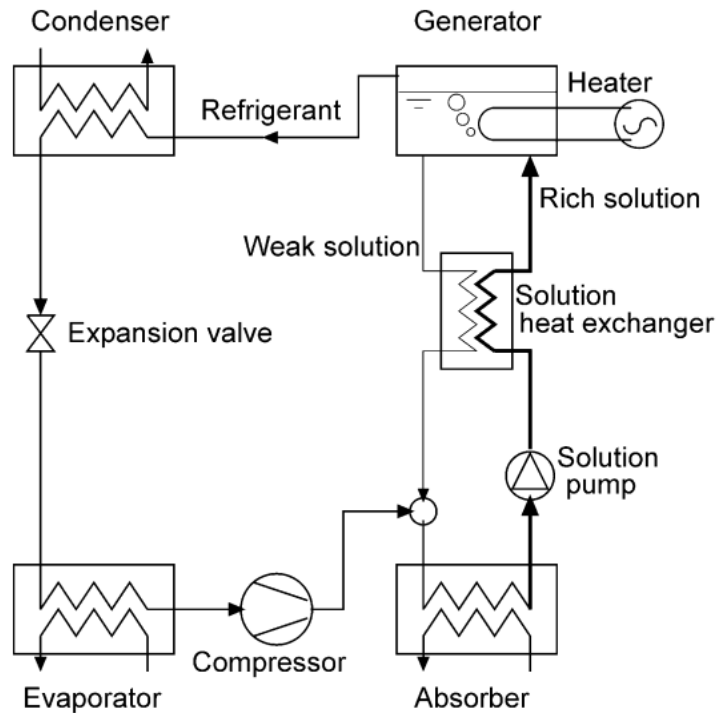 Condenser
Generator
Heater
Refrigerant
Rich solution
Weak solution
Solution
heat exchanger
Expansion valve
Solution
pump
Compressor
Evaporator
Absorber